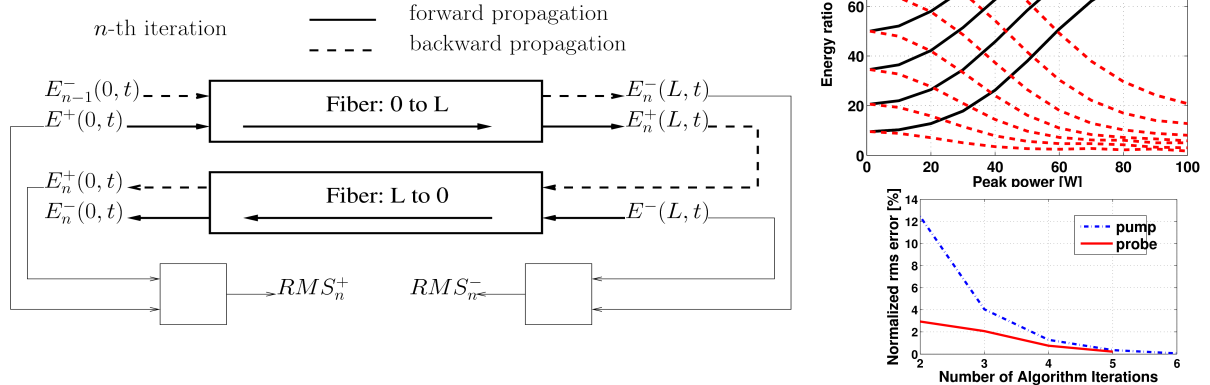 n-th iteration
forward propagation
backward propagation
E⁻ₙ₋₁(0, t)
Fiber: 0 to L
E⁻ₙ(L, t)
E⁺(0, t)
E⁺ₙ(L, t)
E⁺ₙ(0, t)
Fiber: L to 0
E⁻ₙ(0, t)
E⁻(L, t)
RMS⁺ₙ
RMS⁻ₙ
Energy ratio
60
40
20
0
0 20 40 60 80 100
Peak power [W]
Normalized rms error [%]
14
12
10
8
6
4
2
0
pump
probe
2 3 4 5 6
Number of Algorithm Iterations